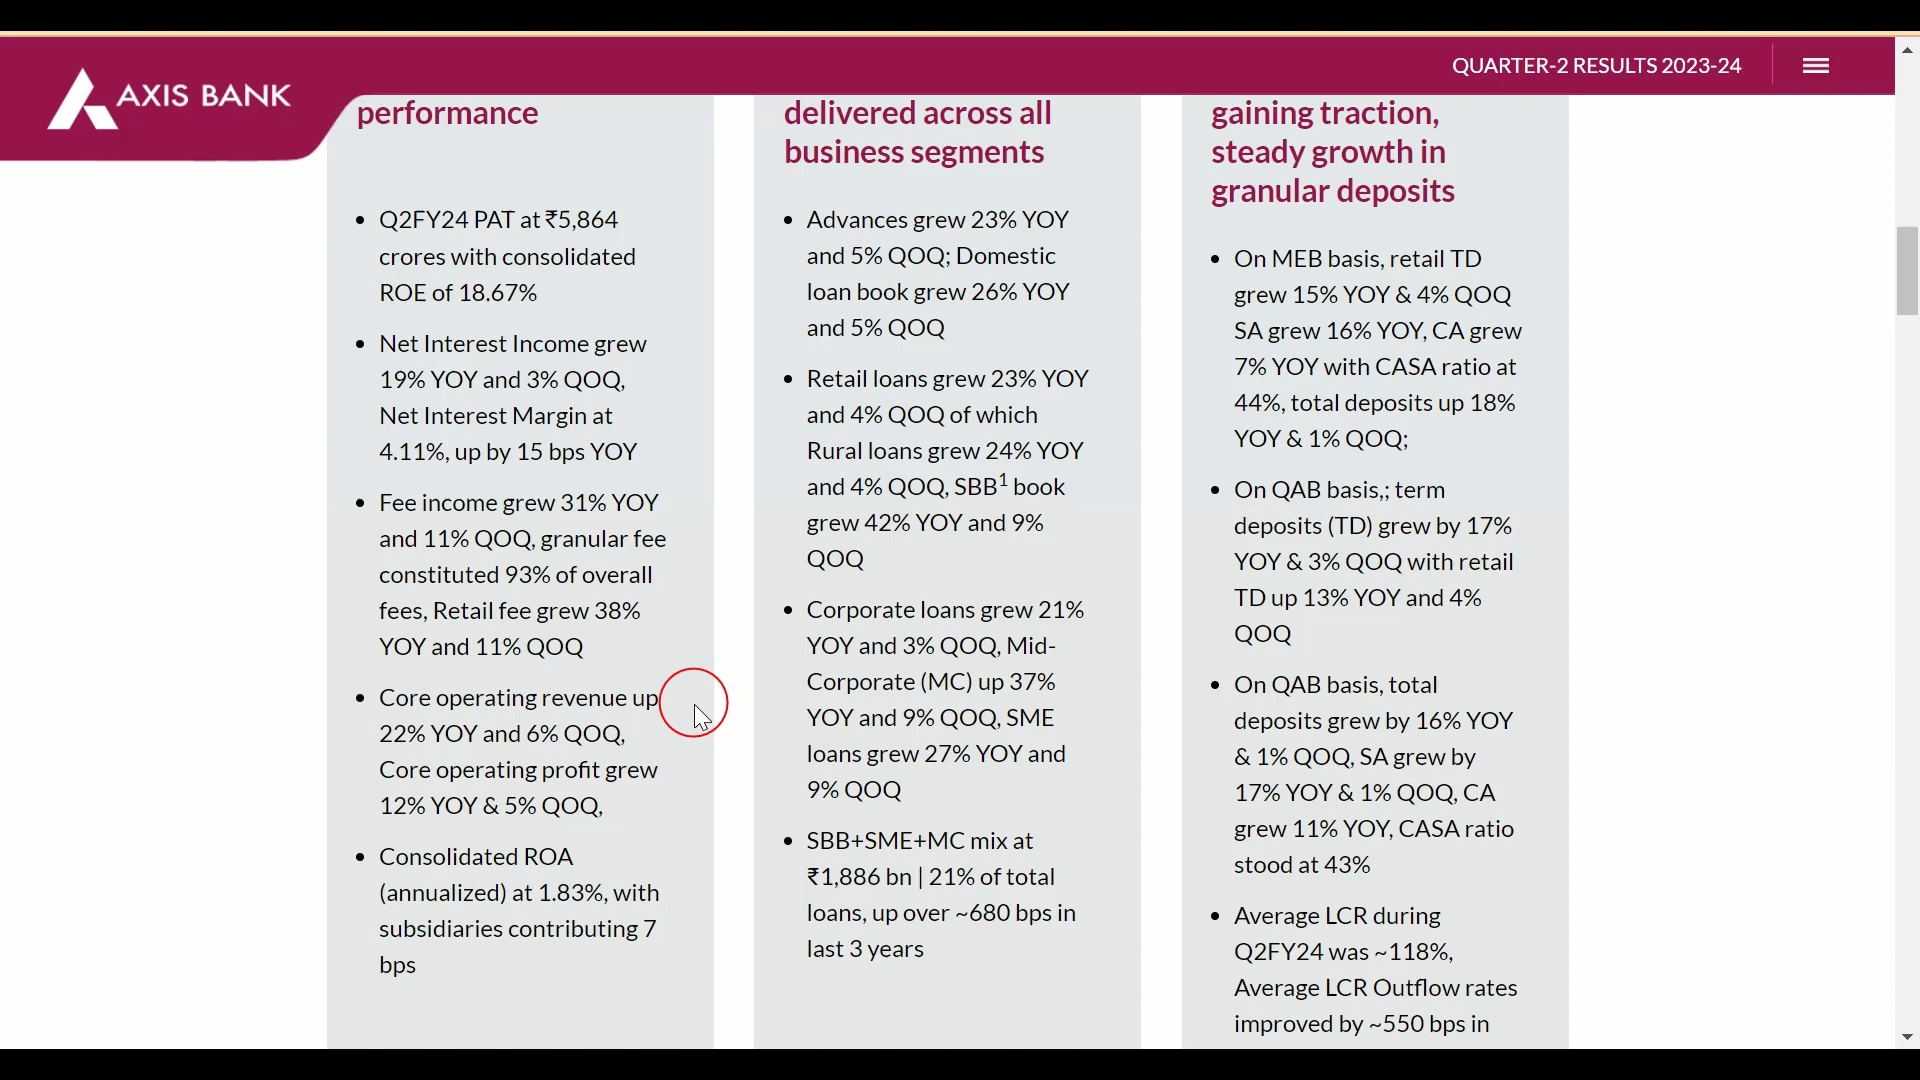 QUARTER-2 RESULTS 2023-24
AXIS BANK
performance
• Q2FY24 PAT at ₹5,864
crores with consolidated
ROE of 18.67%
• Net Interest Income grew
19% YOY and 3% QOQ,
Net Interest Margin at
4.11%, up by 15 bps YOY
• Fee income grew 31% YOY
and 11% QOQ, granular fee
constituted 93% of overall
fees, Retail fee grew 38%
YOY and 11% QOQ
• Core operating revenue up
22% YOY and 6% QOQ,
Core operating profit grew
12% YOY & 5% QOQ,
• Consolidated ROA
(annualized) at 1.83%, with
subsidiaries contributing 7
bps
delivered across all
business segments
• Advances grew 23% YOY
and 5% QOQ; Domestic
loan book grew 26% YOY
and 5% QOQ
• Retail loans grew 23% YOY
and 4% QOQ of which
Rural loans grew 24% YOY
and 4% QOQ, SBB¹ book
grew 42% YOY and 9%
QOQ
• Corporate loans grew 21%
YOY and 3% QOQ, Mid-
Corporate (MC) up 37%
YOY and 9% QOQ, SME
loans grew 27% YOY and
9% QOQ
• SBB+SME+MC mix at
₹1,886 bn | 21% of total
loans, up over ~680 bps in
last 3 years
gaining traction,
steady growth in
granular deposits
• On MEB basis, retail TD
grew 15% YOY & 4% QOQ
SA grew 16% YOY, CA grew
7% YOY with CASA ratio at
44%, total deposits up 18%
YOY & 1% QOQ;
• On QAB basis,; term
deposits (TD) grew by 17%
YOY & 3% QOQ with retail
TD up 13% YOY and 4%
QOQ
• On QAB basis, total
deposits grew by 16% YOY
& 1% QOQ, SA grew by
17% YOY & 1% QOQ, CA
grew 11% YOY, CASA ratio
stood at 43%
• Average LCR during
Q2FY24 was ~118%,
Average LCR Outflow rates
improved by ~550 bps in